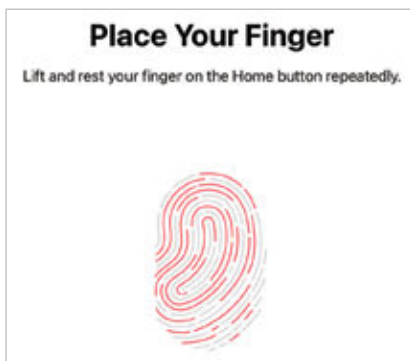 Place Your Finger
Lift and rest your finger on the Home button repeatedly.